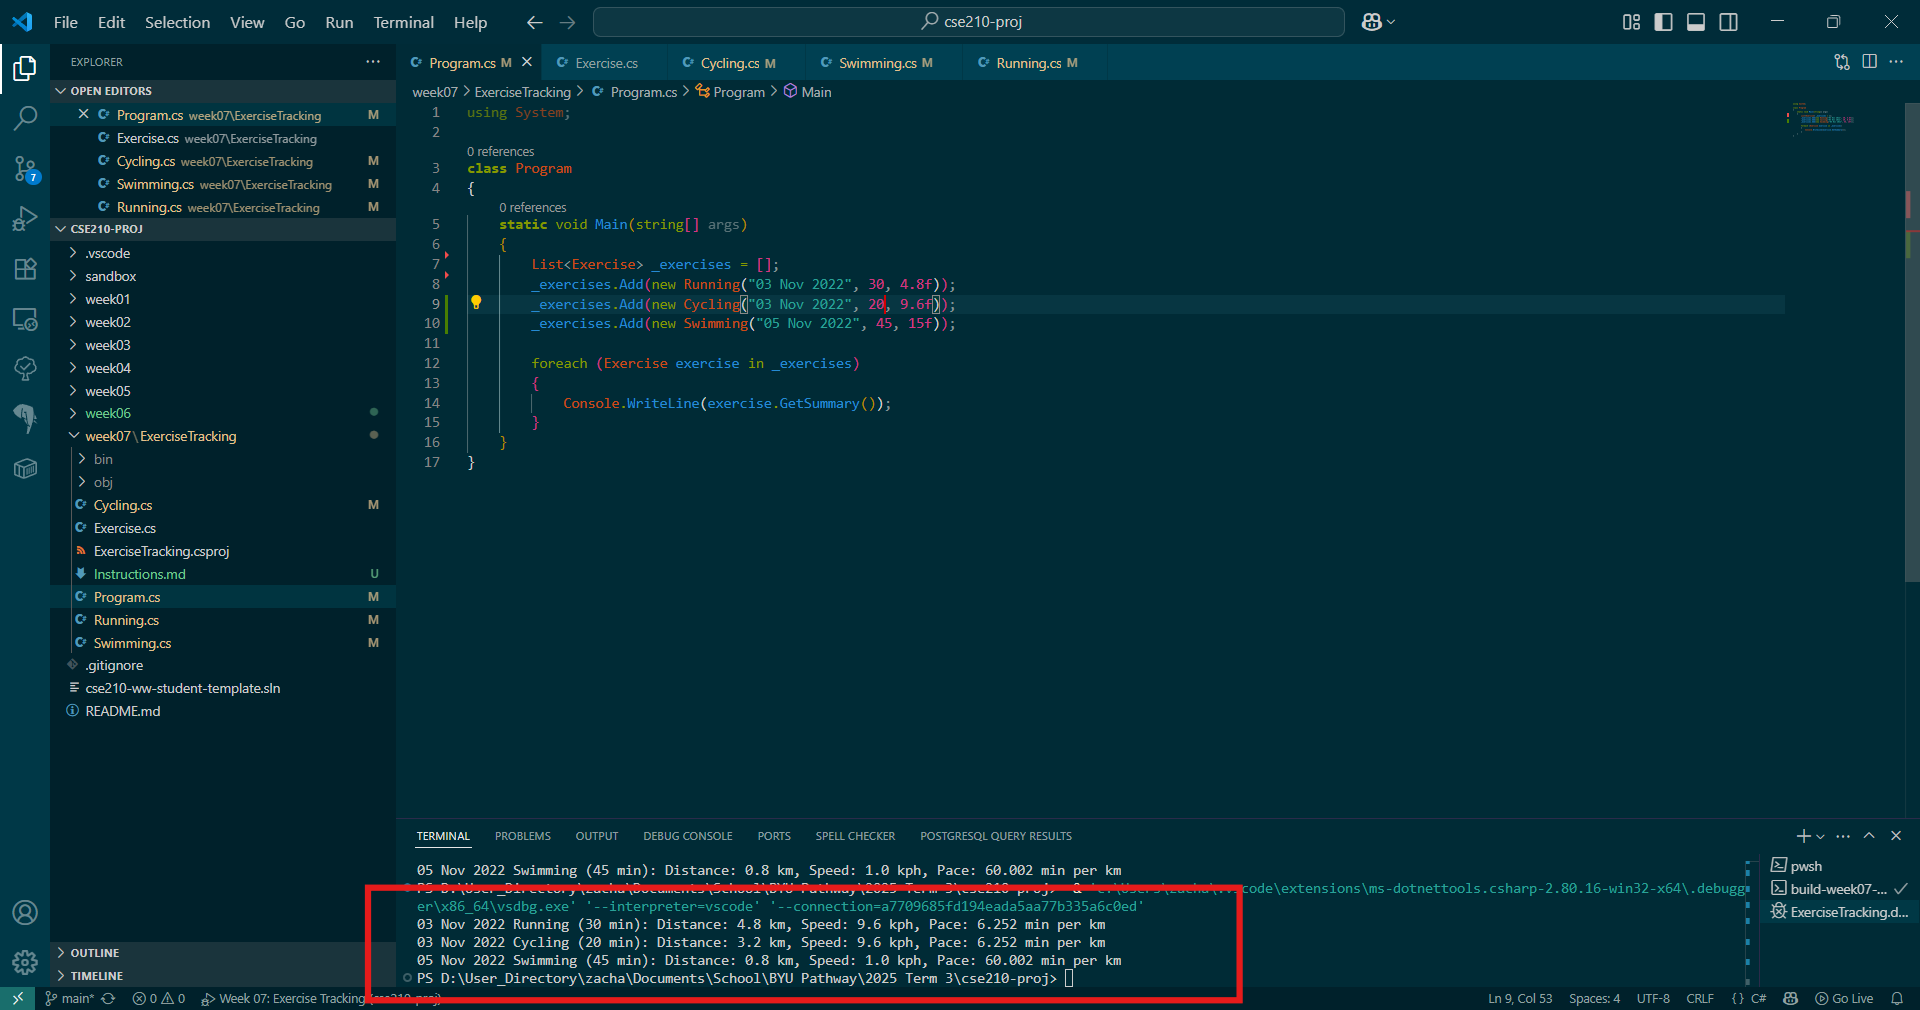 File Edit Selection View Go Run Terminal Help
cse210-proj
EXPLORER
OPEN EDITORS
Program.cs week07\ExerciseTracking M
Exercise.cs week07\ExerciseTracking
Cycling.cs week07\ExerciseTracking M
Swimming.cs week07\ExerciseTracking M
Running.cs week07\ExerciseTracking M
CSE210-PROJ
.vscode
sandbox
week01
week02
week03
week04
week05
week06
week07\ExerciseTracking
bin
obj
Cycling.cs M
Exercise.cs
ExerciseTracking.csproj
Instructions.md U
Program.cs M
Running.cs M
Swimming.cs M
.gitignore
cse210-ww-student-template.sln
README.md
OUTLINE
TIMELINE
7
Program.cs M Exercise.cs Cycling.cs M Swimming.cs M Running.cs M
week07 > ExerciseTracking > Program.cs > Program > Main
1 using System;
2
0 references
3 class Program
4 {
0 references
5 static void Main(string[] args)
6 {
7 List<Exercise> _exercises = [];
8 _exercises.Add(new Running("03 Nov 2022", 30, 4.8f));
9 _exercises.Add(new Cycling("03 Nov 2022", 20, 9.6f));
10 _exercises.Add(new Swimming("05 Nov 2022", 45, 15f));
11
12 foreach (Exercise exercise in _exercises)
13 {
14 Console.WriteLine(exercise.GetSummary());
15 }
16 }
17 }
TERMINAL PROBLEMS OUTPUT DEBUG CONSOLE PORTS SPELL CHECKER POSTGRESQL QUERY RESULTS
05 Nov 2022 Swimming (45 min): Distance: 0.8 km, Speed: 1.0 kph, Pace: 60.002 min per km
PS D:\User_Directory\zacha\Documents\School\BYU Pathway\2025 Term 3\cse210-proj> & 'c:\Users\zacha\.vscode\extensions\ms-dotnettools.csharp-2.80.16-win32-x64\.debugg
er\x86_64\vsdbg.exe' '--interpreter=vscode' '--connection=a7709685fd194eada5aa77b335a6c0ed'
03 Nov 2022 Running (30 min): Distance: 4.8 km, Speed: 9.6 kph, Pace: 6.252 min per km
03 Nov 2022 Cycling (20 min): Distance: 3.2 km, Speed: 9.6 kph, Pace: 6.252 min per km
05 Nov 2022 Swimming (45 min): Distance: 0.8 km, Speed: 1.0 kph, Pace: 60.002 min per km
PS D:\User_Directory\zacha\Documents\School\BYU Pathway\2025 Term 3\cse210-proj>
pwsh
build-week07-...
ExerciseTracking.d...
main* 0 0 Week 07: Exercise Tracking (cse210-proj)
Ln 9, Col 53 Spaces: 4 UTF-8 CRLF {} C# Go Live